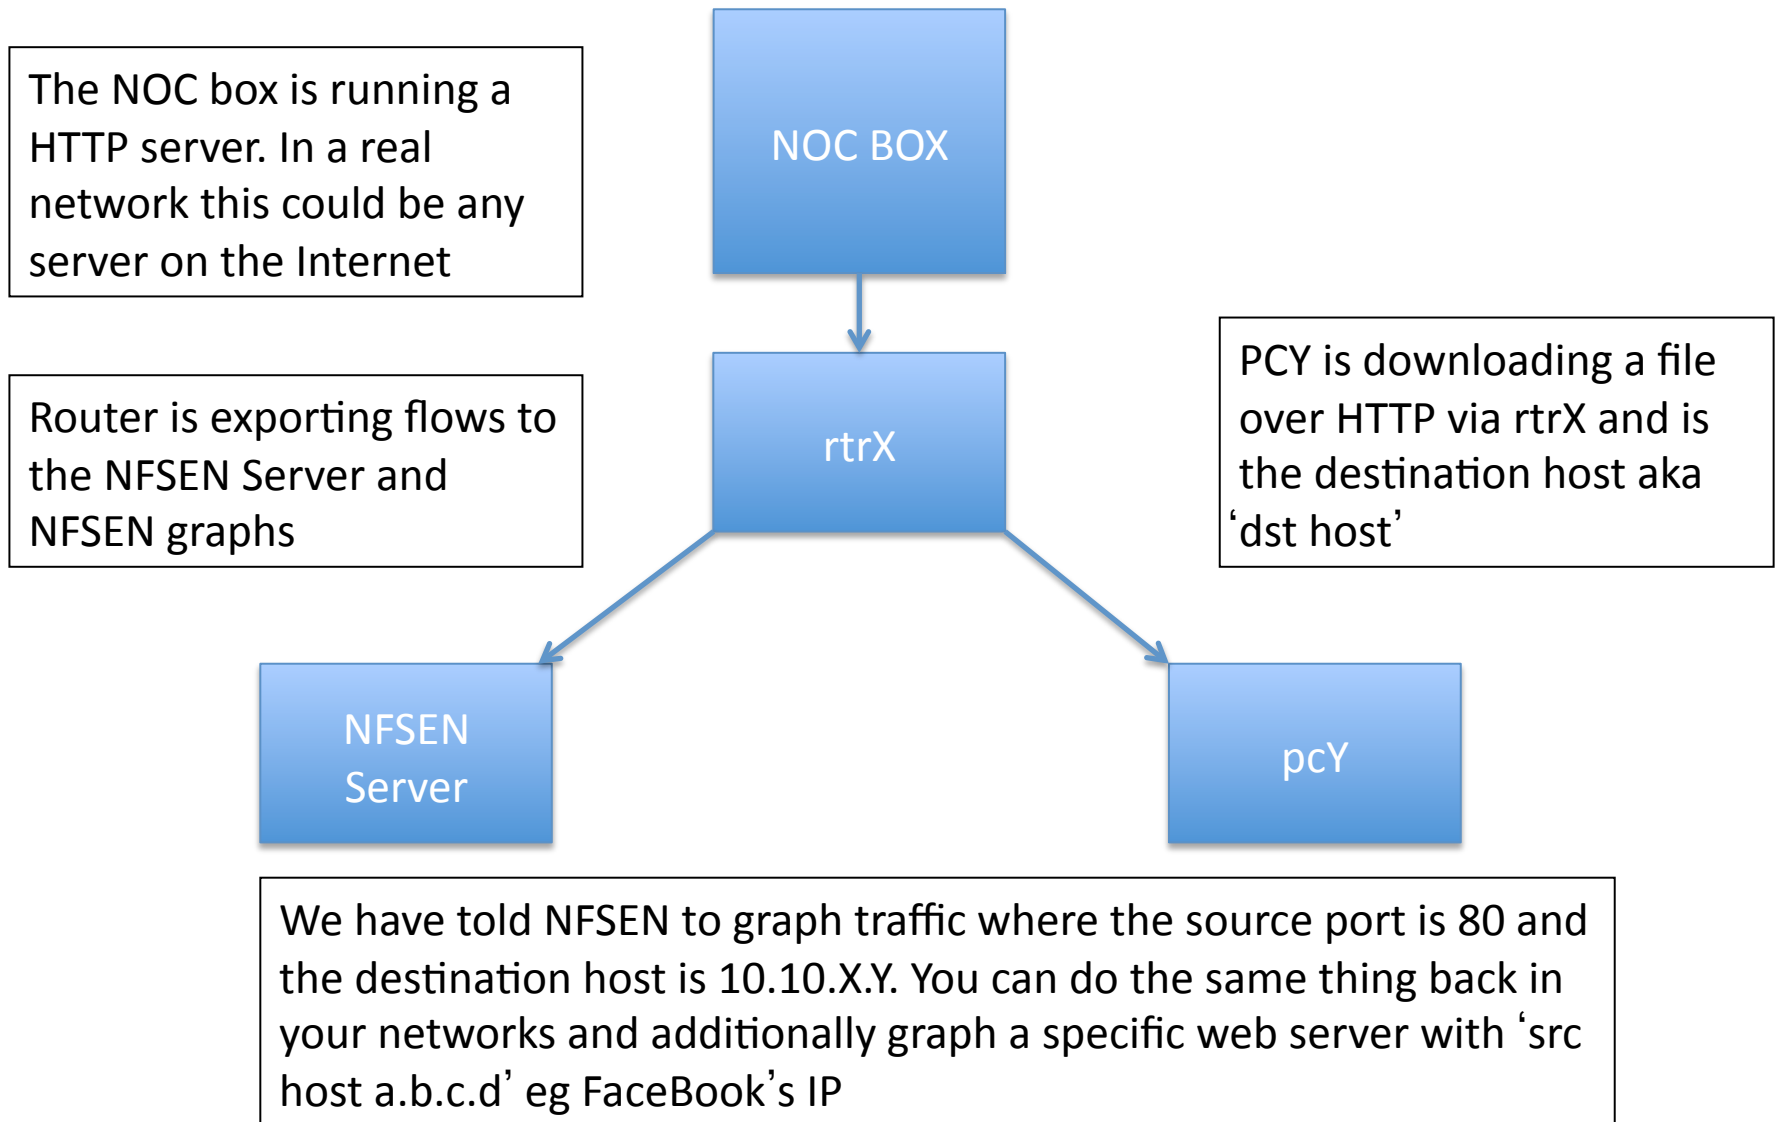 NOC BOX
The NOC box is running a
HTTP server. In a real
network this could be any
server on the Internet
rtrX
Router is exporting flows to
the NFSEN Server and
NFSEN graphs
PCY is downloading a file
over HTTP via rtrX and is
the destination host aka
‘dst host’
NFSEN
Server
pcY
We have told NFSEN to graph traffic where the source port is 80 and
the destination host is 10.10.X.Y. You can do the same thing back in
your networks and additionally graph a specific web server with ‘src
host a.b.c.d’ eg FaceBook’s IP